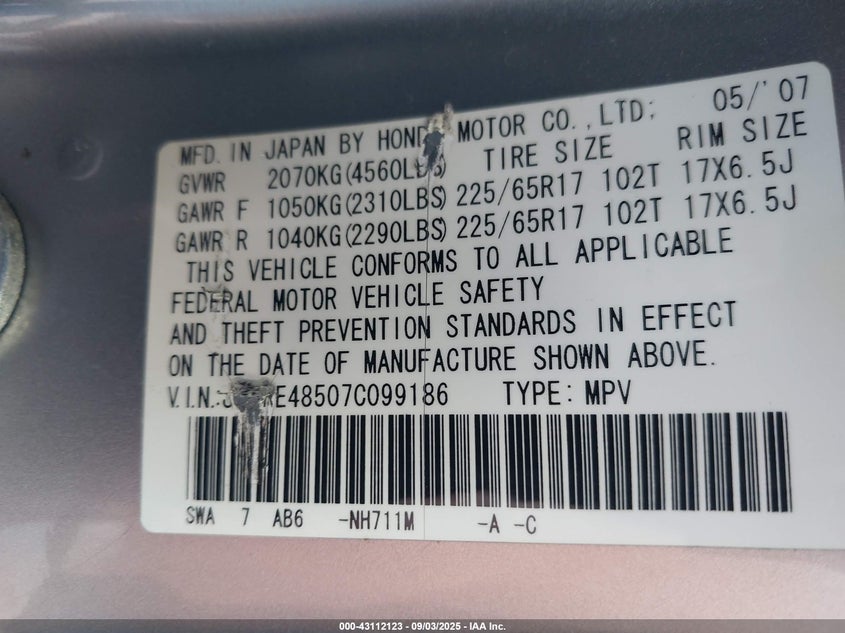 MFD. IN JAPAN BY HONDA MOTOR CO.,LTD; 05/'07
GVWR 2070KG(4560LBS) TIRE SIZE RIM SIZE
GAWR F 1050KG(2310LBS) 225/65R17 102T 17X6.5J
GAWR R 1040KG(2290LBS) 225/65R17 102T 17X6.5J
THIS VEHICLE CONFORMS TO ALL APPLICABLE
FEDERAL MOTOR VEHICLE SAFETY
AND THEFT PREVENTION STANDARDS IN EFFECT
ON THE DATE OF MANUFACTURE SHOWN ABOVE.
V.I.N.: E48507C099186 TYPE: MPV
SWA 7 AB6 -NH711M -A -C
000-43112123 - 09/03/2025 - IAA Inc.